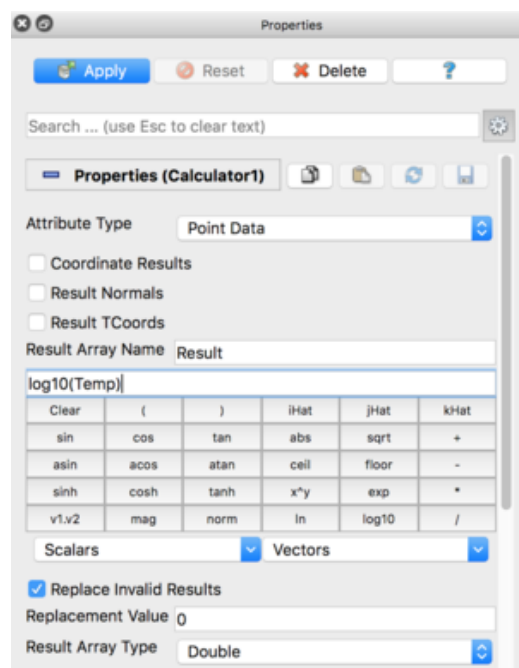 Properties
Apply Reset Delete ?
Search ... (use Esc to clear text)
Properties (Calculator1)
Attribute Type Point Data
Coordinate Results
Result Normals
Result TCoords
Result Array Name Result
log10(Temp)
Clear ( ) iHat jHat kHat
sin cos tan abs sqrt +
asin acos atan ceil floor -
sinh cosh tanh x^y exp *
v1.v2 mag norm ln log10 /
Scalars Vectors
Replace Invalid Results
Replacement Value 0
Result Array Type Double